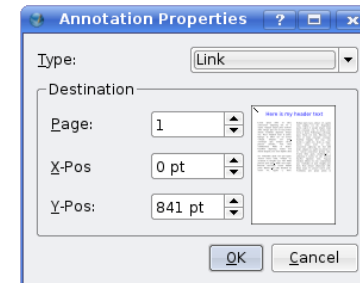 Annotation Properties ?
Type: Link
Destination
Page: 1
X-Pos 0 pt
Y-Pos: 841 pt
Here is my header text
OK Cancel